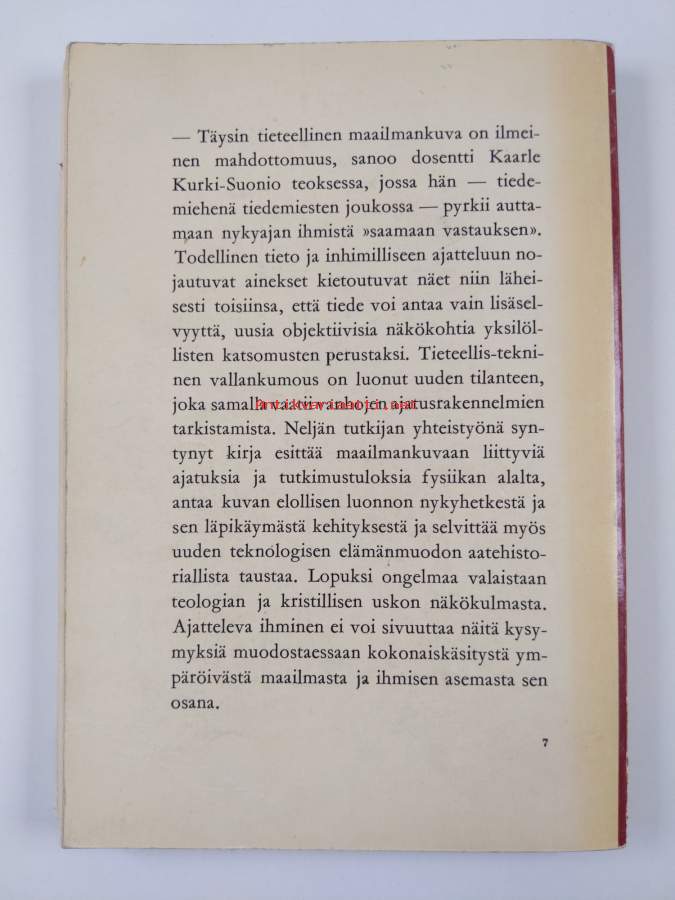 — Täysin tieteellinen maailmankuva on ilmei-
nen mahdottomuus, sanoo dosentti Kaarle
Kurki-Suonio teoksessa, jossa hän — tiede-
miehenä tiedemiesten joukossa — pyrkii autta-
maan nykyajan ihmistä »saamaan vastauksen».
Todellinen tieto ja inhimilliseen ajatteluun no-
jautuvat ainekset kietoutuvat näet niin lähei-
sesti toisiinsa, että tiede voi antaa vain lisäsel-
vyyttä, uusia objektiivisia näkökohtia yksilöl-
listen katsomusten perustaksi. Tieteellis-tekni-
nen vallankumous on luonut uuden tilanteen,
joka samalla vaatii vanhojen ajatusrakennelmien
antikvariaatti.net
tarkistamista. Neljän tutkijan yhteistyönä syn-
tynyt kirja esittää maailmankuvaan liittyviä
ajatuksia ja tutkimustuloksia fysiikan alalta,
antaa kuvan elollisen luonnon nykyhetkestä ja
sen läpikäymästä kehityksestä ja selvittää myös
uuden teknologisen elämänmuodon aatehisto-
riallista taustaa. Lopuksi ongelmaa valaistaan
teologian ja kristillisen uskon näkökulmasta.
Ajatteleva ihminen ei voi sivuuttaa näitä kysy-
myksiä muodostaessaan kokonaiskäsitystä ym-
päröivästä maailmasta ja ihmisen asemasta sen
osana.
7